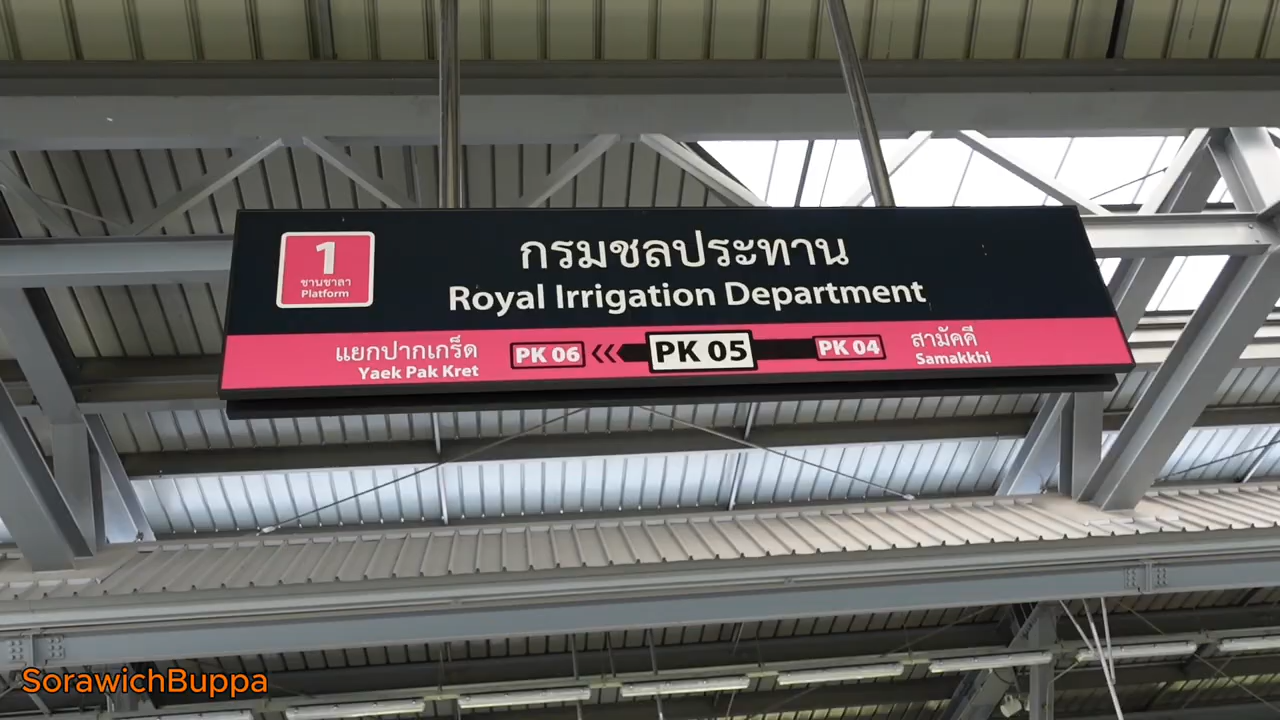 1
ชานชาลา
Platform
กรมชลประทาน
Royal Irrigation Department
แยกปากเกร็ด
Yaek Pak Kret
PK 06
PK 05
PK 04
สามัคคี
Samakkhi
SorawichBuppa